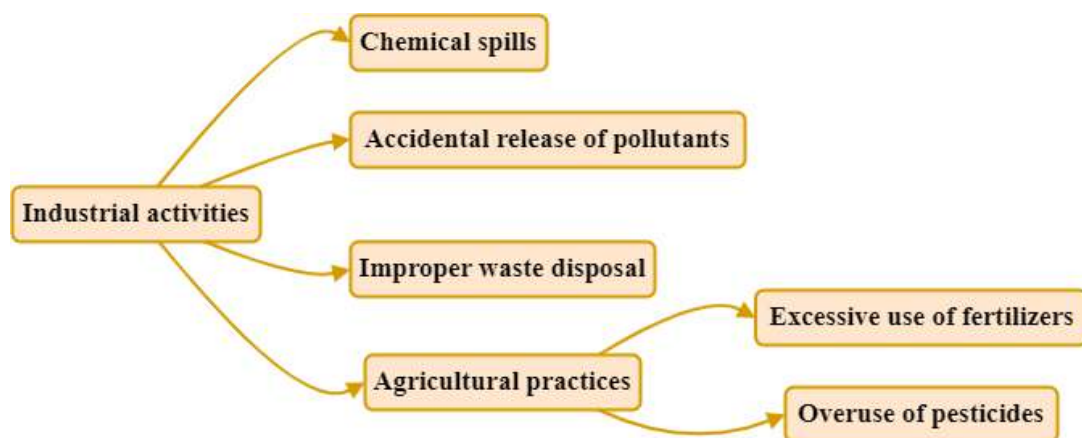 Chemical spills
Accidental release of pollutants
Industrial activities
Improper waste disposal
Excessive use of fertilizers
Agricultural practices
Overuse of pesticides